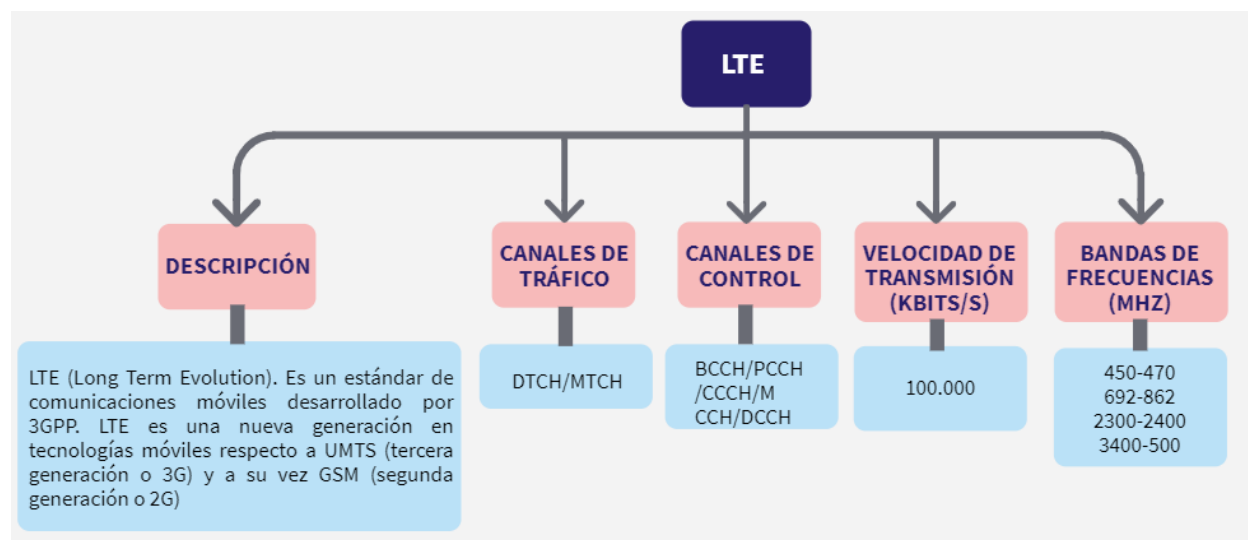 LTE
DESCRIPCIÓN
LTE (Long Term Evolution). Es un estándar de
comunicaciones móviles desarrollado por
3GPP. LTE es una nueva generación en
tecnologías móviles respecto a UMTS (tercera
generación o 3G) y a su vez GSM (segunda
generación o 2G)
CANALES DE
TRÁFICO
DTCH/MTCH
CANALES DE
CONTROL
BCCH/PCCH
/CCCH/M
CCH/DCCH
VELOCIDAD DE
TRANSMISIÓN
(KBITS/S)
100.000
BANDAS DE
FRECUENCIAS
(MHZ)
450-470
692-862
2300-2400
3400-500